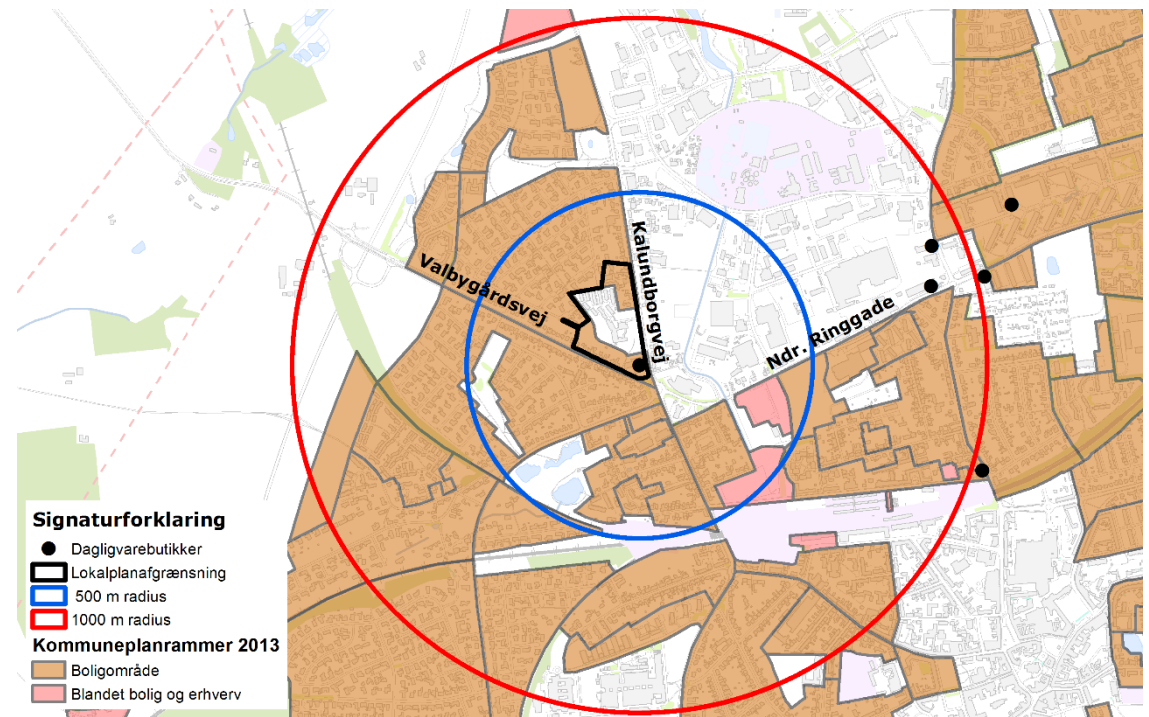 Kalundborgvej
Valbygårdsvej
Ndr. Ringgade
Signaturforklaring
Dagligvarebutikker
Lokalplanafgrænsning
500 m radius
1000 m radius
Kommuneplanrammer 2013
Boligområde
Blandet bolig og erhverv